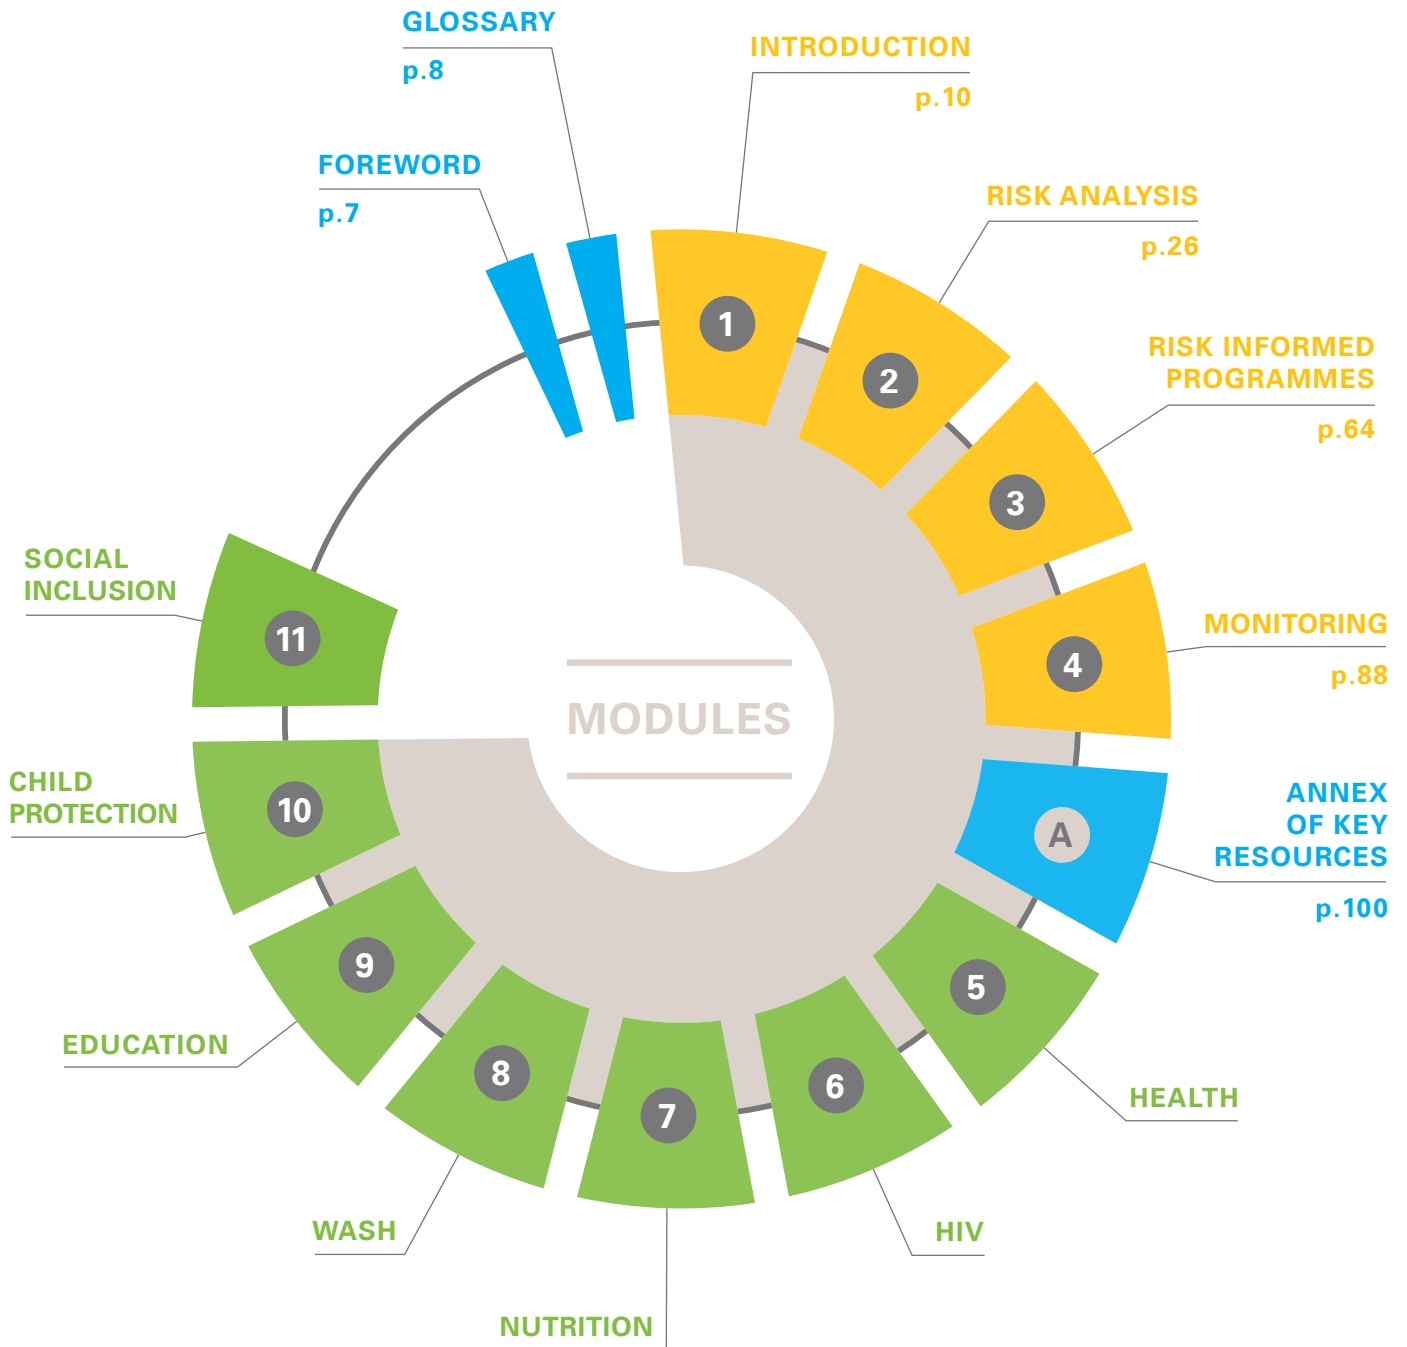 GLOSSARY
p.8
FOREWORD
p.7
INTRODUCTION
p.10
RISK ANALYSIS
p.26
RISK INFORMED
PROGRAMMES
p.64
MONITORING
p.88
ANNEX
OF KEY
RESOURCES
p.100
HEALTH
HIV
NUTRITION
WASH
EDUCATION
CHILD
PROTECTION
SOCIAL
INCLUSION
1
2
3
4
A
5
6
7
8
9
10
11
MODULES